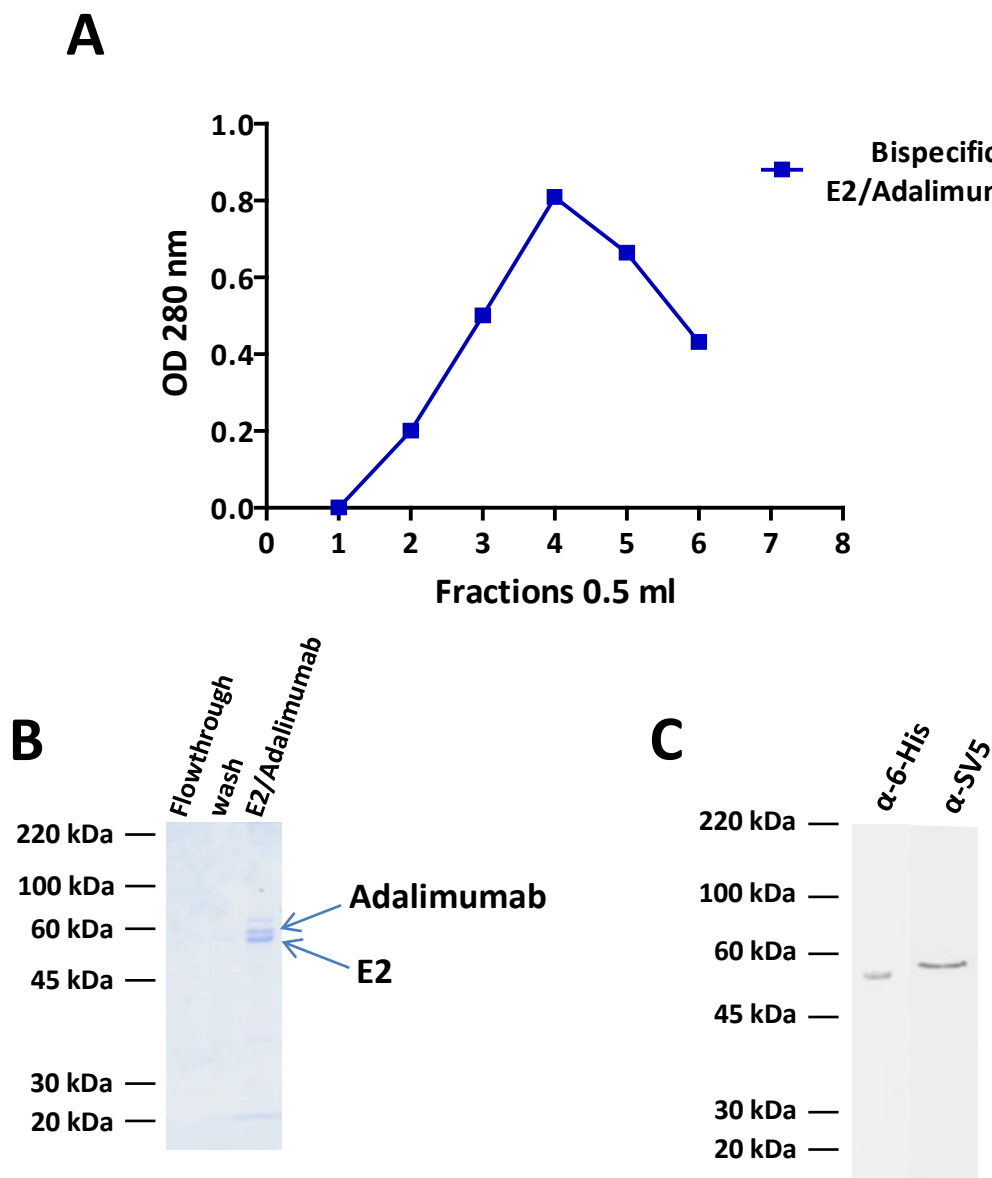 A
1.0
0.8
0.6
0.4
0.2
0.0
OD 280 nm
0 1 2 3 4 5 6 7 8
Fractions 0.5 ml
Bispecific
E2/Adalimu
B
Flowthrough
wash
E2/Adalimumab
220 kDa
100 kDa
60 kDa
45 kDa
30 kDa
20 kDa
Adalimumab
E2
C
α-6-His
α-SV5
220 kDa
100 kDa
60 kDa
45 kDa
30 kDa
20 kDa